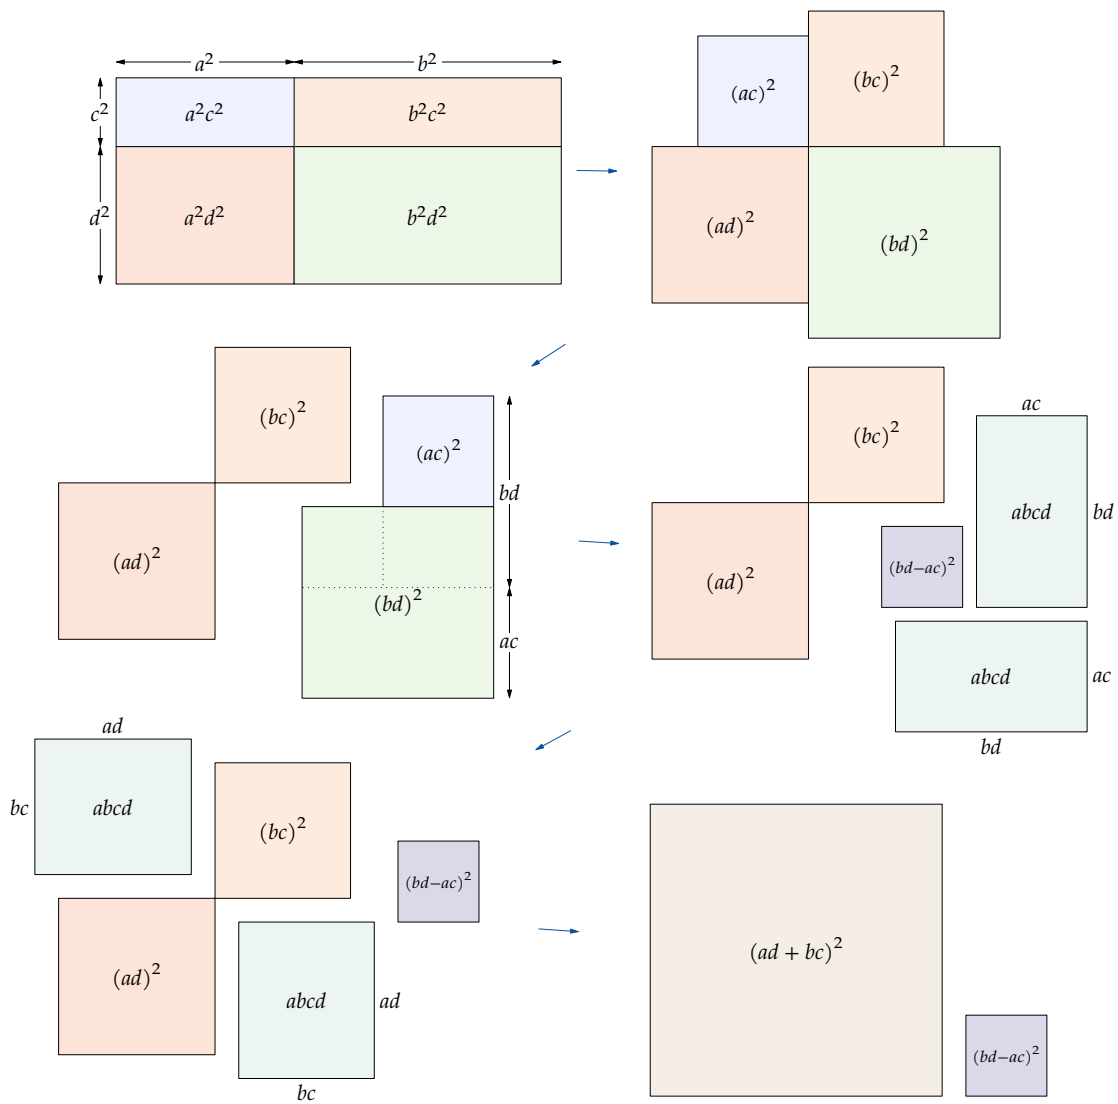 a² b²
c² a²c² b²c²
d² a²d² b²d²
(ac)² (bc)²
(ad)² (bd)²
(bc)²
(ac)²
bd
(ad)²
(bd)²
ac
ac
(bc)²
abcd bd
(bd−ac)²
(ad)²
abcd ac
bd
ad
bc abcd
(bc)²
(bd−ac)²
(ad)²
abcd ad
bc
(ad + bc)²
(bd−ac)²